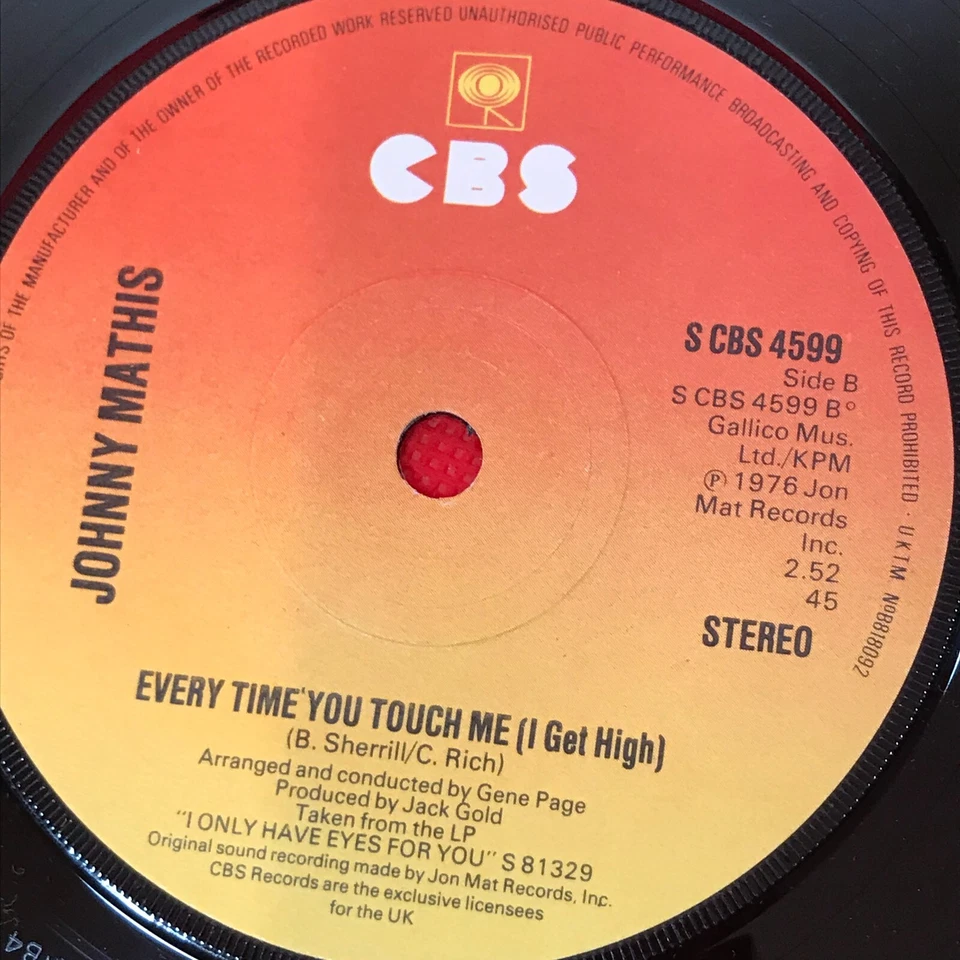 OF THE MANUFACTURER AND OF THE OWNER OF THE RECORDED WORK RESERVED UNAUTHORISED PUBLIC PERFORMANCE BROADCASTING AND COPYING OF THIS RECORD PROHIBITED · UKTM №8818092
CBS
JOHNNY MATHIS
S CBS 4599
Side B
S CBS 4599 B°
Gallico Mus.
Ltd./KPM
℗ 1976 Jon
Mat Records
Inc.
2.52
45
STEREO
EVERY TIME YOU TOUCH ME (I Get High)
(B. Sherrill/C. Rich)
Arranged and conducted by Gene Page
Produced by Jack Gold
Taken from the LP
"I ONLY HAVE EYES FOR YOU" S 81329
Original sound recording made by Jon Mat Records, Inc.
CBS Records are the exclusive licensees
for the UK